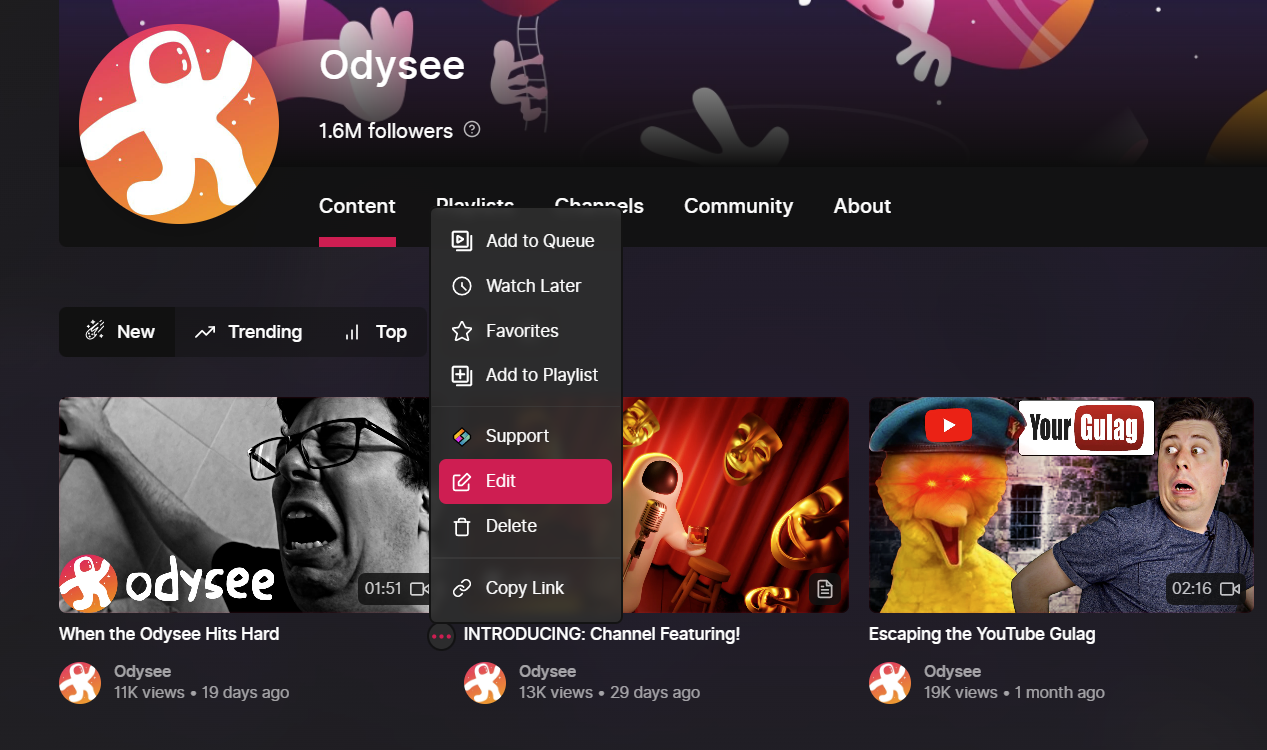 Odysee
1.6M followers
Content
Playlists
Channels
Community
About
Add to Queue
Watch Later
Favorites
Add to Playlist
Support
Edit
Delete
Copy Link
New
Trending
Top
odysee
01:51
Your Gulag
02:16
When the Odysee Hits Hard
Odysee
11K views • 19 days ago
INTRODUCING: Channel Featuring!
Odysee
13K views • 29 days ago
Escaping the YouTube Gulag
Odysee
19K views • 1 month ago